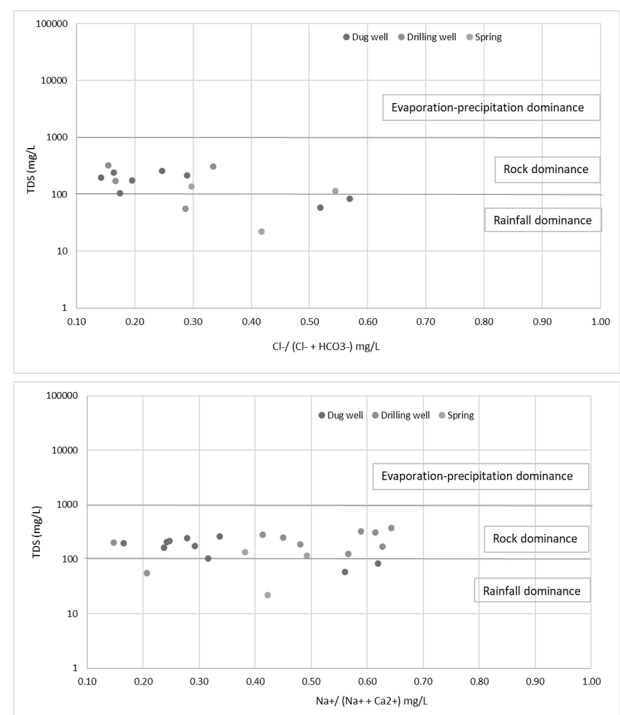 100000
Dug well Drilling well Spring
10000
Evaporation-precipitation dominance
1000
Rock dominance
100
Rainfall dominance
10
1
TDS (mg/L)
0.10 0.20 0.30 0.40 0.50 0.60 0.70 0.80 0.90 1.00
Cl-/ (Cl- + HCO3-) mg/L
100000
Dug well Drilling well Spring
10000
Evaporation-precipitation dominance
1000
Rock dominance
100
Rainfall dominance
10
1
TDS (mg/L)
0.10 0.20 0.30 0.40 0.50 0.60 0.70 0.80 0.90 1.00
Na+/ (Na+ + Ca2+) mg/L